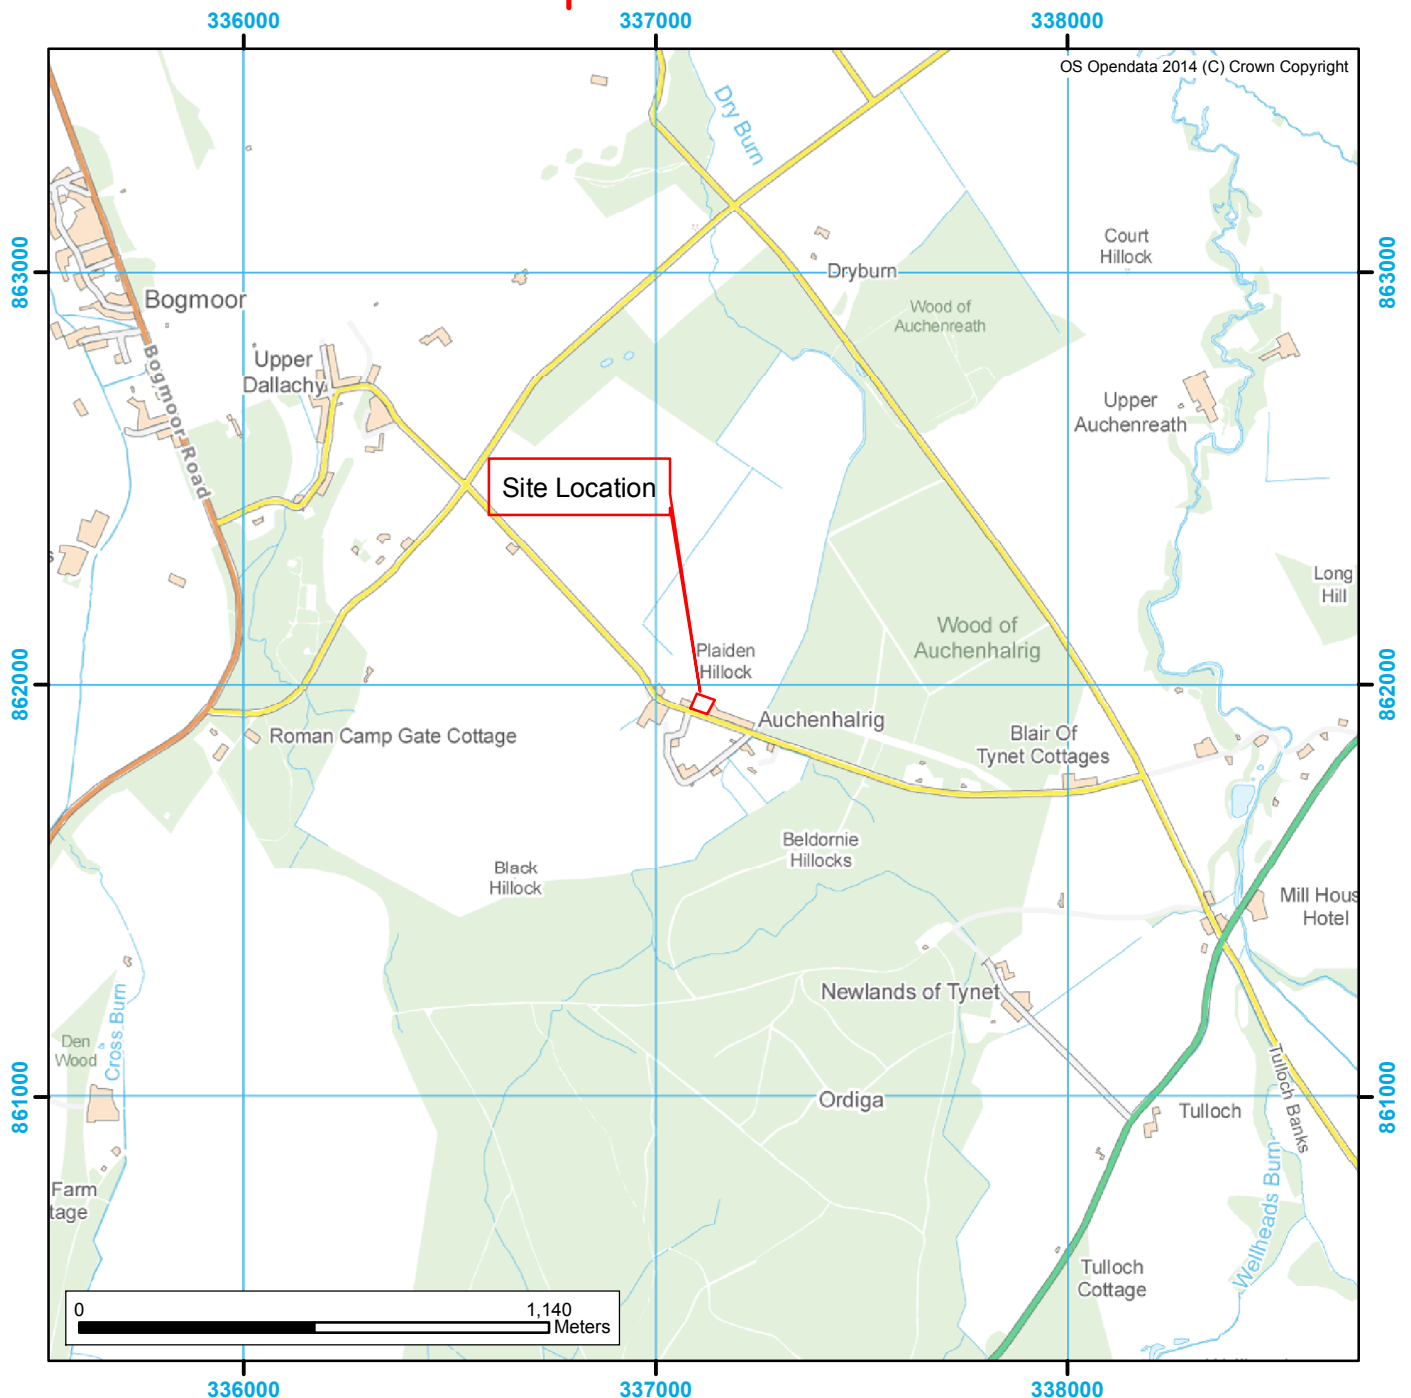 336000
337000
338000
OS Opendata 2014 (C) Crown Copyright
Dry Burn
863000
863000
Court
Hillock
Dryburn
Bogmoor
Wood of
Auchenreath
Upper
Dallachy
Bogmoor Road
Upper
Auchenreath
Site Location
s
Long
Hill
Wood of
Auchenhalrig
Plaiden
Hillock
862000
862000
Auchenhalrig
Roman Camp Gate Cottage
Blair Of
Tynet Cottages
Beldornie
Hillocks
Black
Hillock
Mill Hous
Hotel
Newlands of Tynet
Cross Burn
Den
Wood
861000
861000
Ordiga
Tulloch
Tulloch Banks
Farm
tage
Wellheads Burn
Tulloch
Cottage
0
1,140
Meters
336000
337000
338000